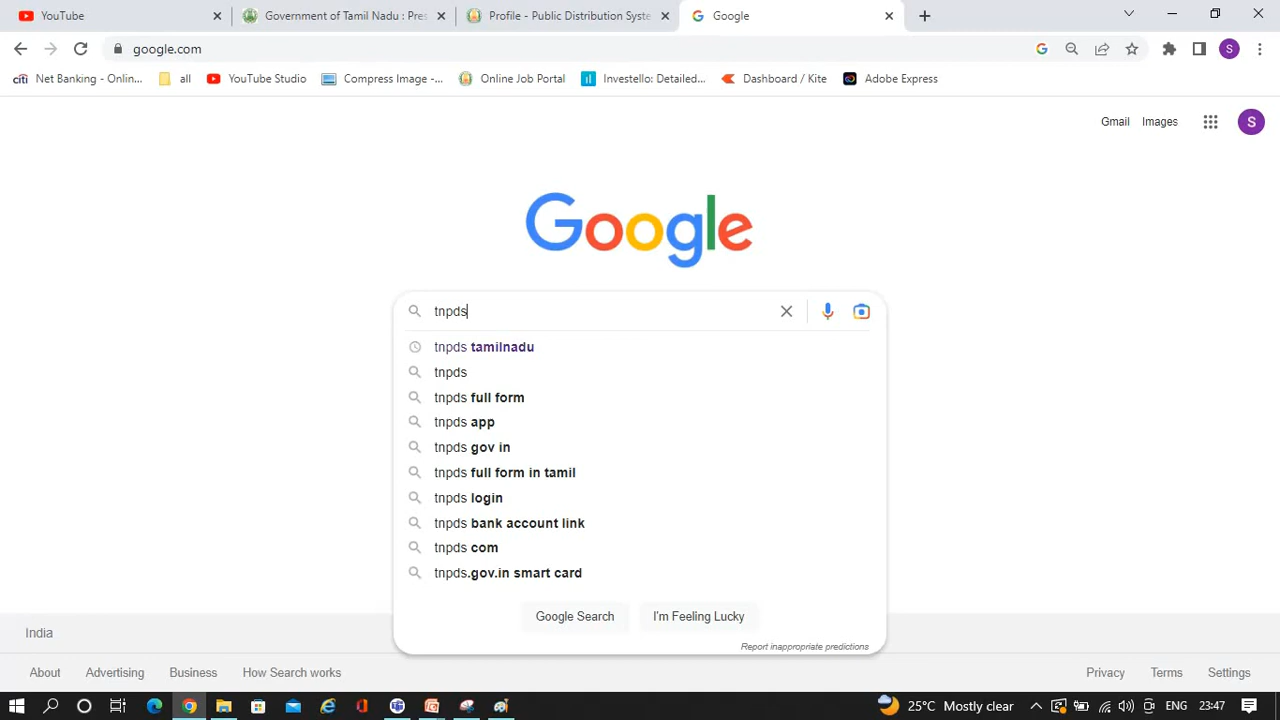 YouTube
Government of Tamil Nadu : Pres
Profile - Public Distribution Syste
Google
google.com
S
citi Net Banking - Onlin...
all
YouTube Studio
Compress Image -...
Online Job Portal
Investello: Detailed...
Dashboard / Kite
Adobe Express
Gmail Images S
Google
tnpds
tnpds tamilnadu
tnpds
tnpds full form
tnpds app
tnpds gov in
tnpds full form in tamil
tnpds login
tnpds bank account link
tnpds com
tnpds.gov.in smart card
Google Search I'm Feeling Lucky
Report inappropriate predictions
India
About Advertising Business How Search works Privacy Terms Settings
25°C Mostly clear ENG 23:47